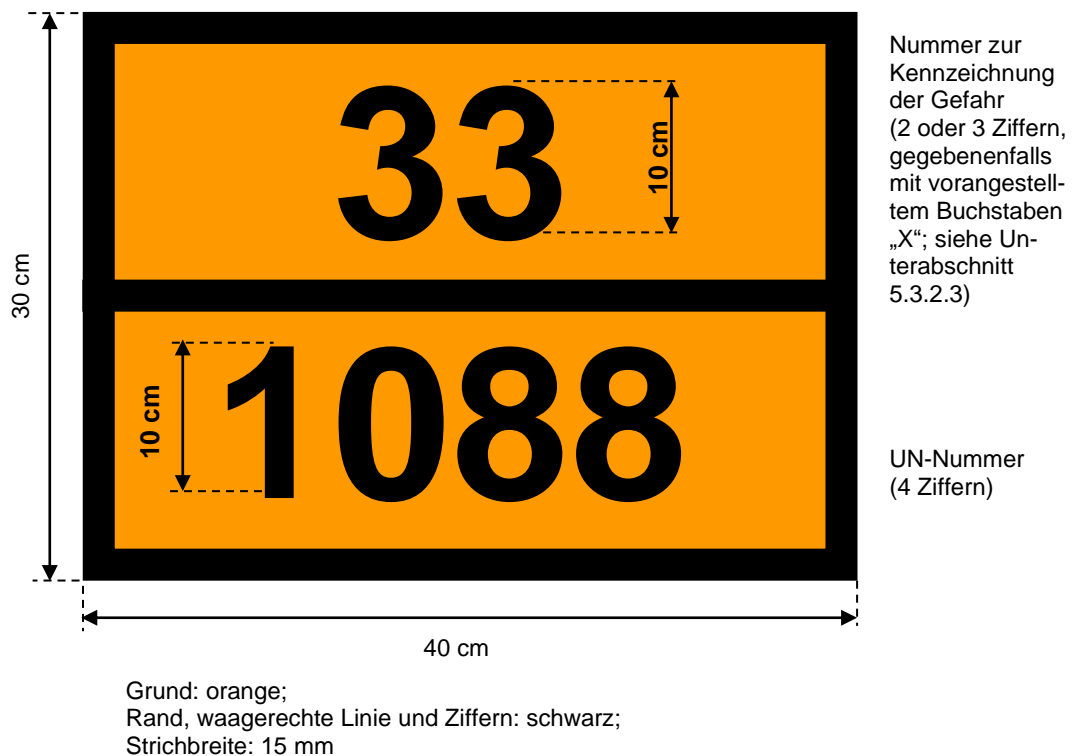 33
10 cm
Nummer zur
Kennzeichnung
der Gefahr
(2 oder 3 Ziffern,
gegebenenfalls
mit vorangestell-
tem Buchstaben
„X“; siehe Un-
terabschnitt
5.3.2.3)
30 cm
10 cm
1088
UN-Nummer
(4 Ziffern)
40 cm
Grund: orange;
Rand, waagerechte Linie und Ziffern: schwarz;
Strichbreite: 15 mm